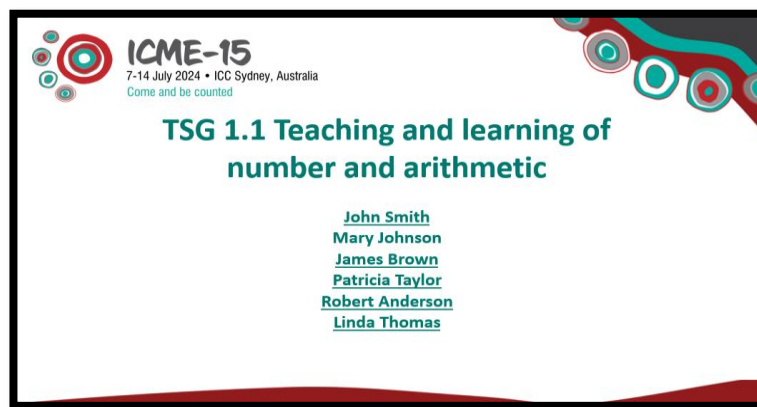 ICME-15
7-14 July 2024 • ICC Sydney, Australia
Come and be counted
TSG 1.1 Teaching and learning of
number and arithmetic
John Smith
Mary Johnson
James Brown
Patricia Taylor
Robert Anderson
Linda Thomas